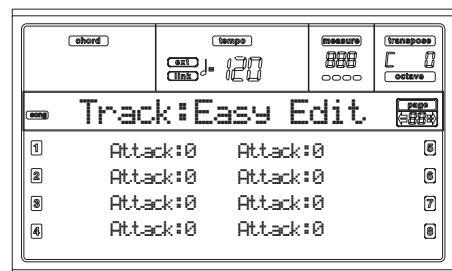 chord tempo measure transpose
ext
link ♩= 120 C 0
octave
song Track:Easy Edit page
1 Attack:0 Attack:0 5
2 Attack:0 Attack:0 6
3 Attack:0 Attack:0 7
4 Attack:0 Attack:0 8